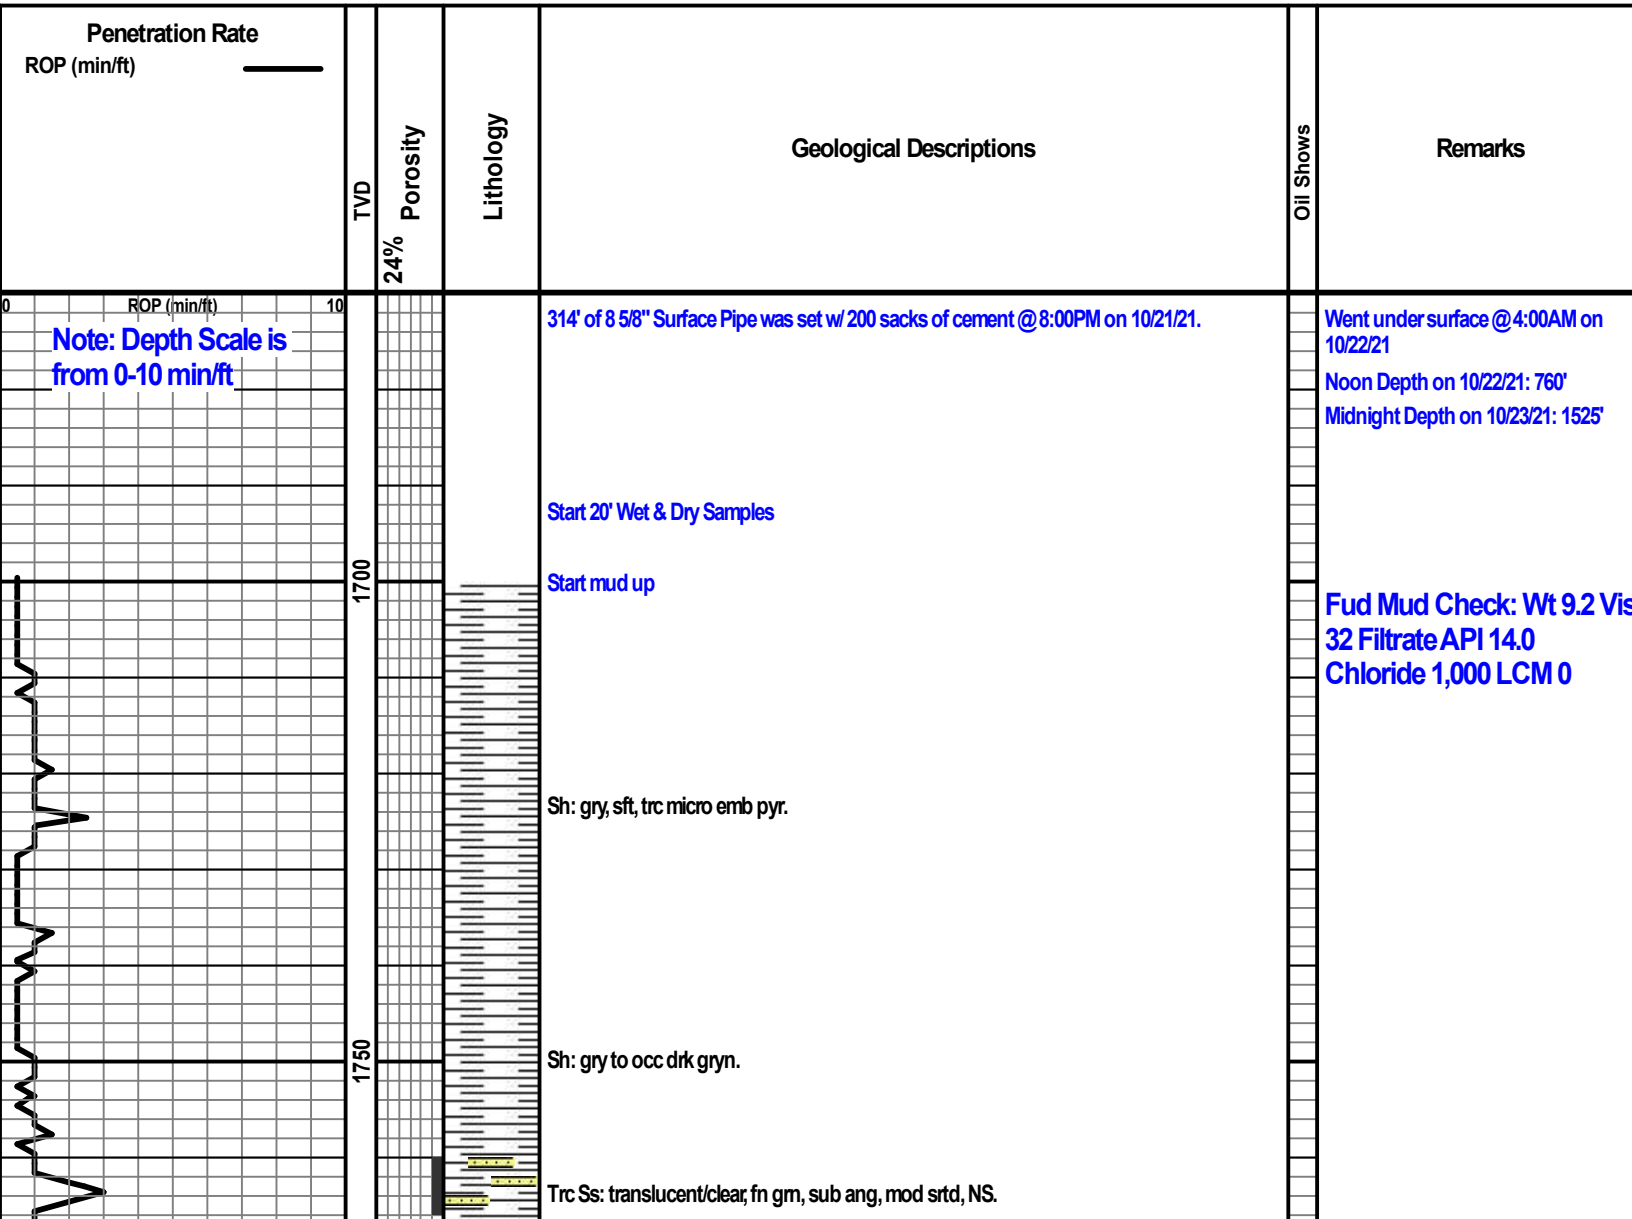 Penetration Rate
ROP (min/ft)
TVD
24% Porosity
Lithology
Geological Descriptions
Oil Shows
Remarks
0 ROP (min/ft) 10
Note: Depth Scale is
from 0-10 min/ft
314' of 8 5/8" Surface Pipe was set w/ 200 sacks of cement @ 8:00PM on 10/21/21.
Went under surface @ 4:00AM on
10/22/21
Noon Depth on 10/22/21: 760'
Midnight Depth on 10/23/21: 1525'
Start 20' Wet & Dry Samples
1700
Start mud up
Fud Mud Check: Wt 9.2 Vis
32 Filtrate API 14.0
Chloride 1,000 LCM 0
Sh: gry, sft, trc micro emb pyr.
1750
Sh: gry to occ drk gryn.
Trc Ss: translucent/clear, fn grn, sub ang, mod srtd, NS.